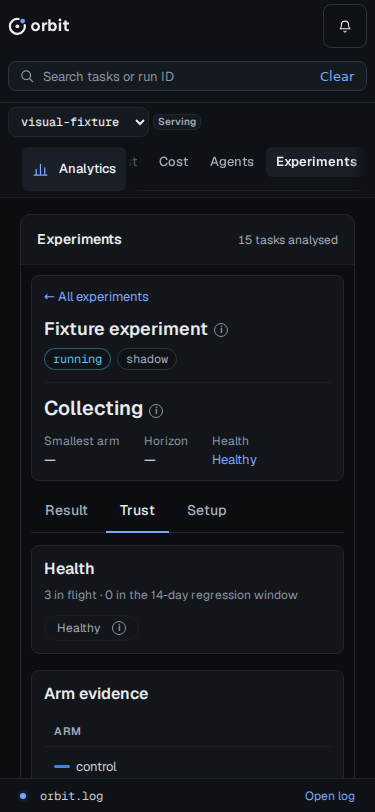 orbit
Search tasks or run ID Clear
visual-fixture Serving
Analytics Cost Agents Experiments
Experiments 15 tasks analysed
← All experiments
Fixture experiment
running shadow
Collecting
Smallest arm Horizon Health
— — Healthy
Result Trust Setup
Health
3 in flight · 0 in the 14-day regression window
Healthy
Arm evidence
ARM
control
orbit.log Open log